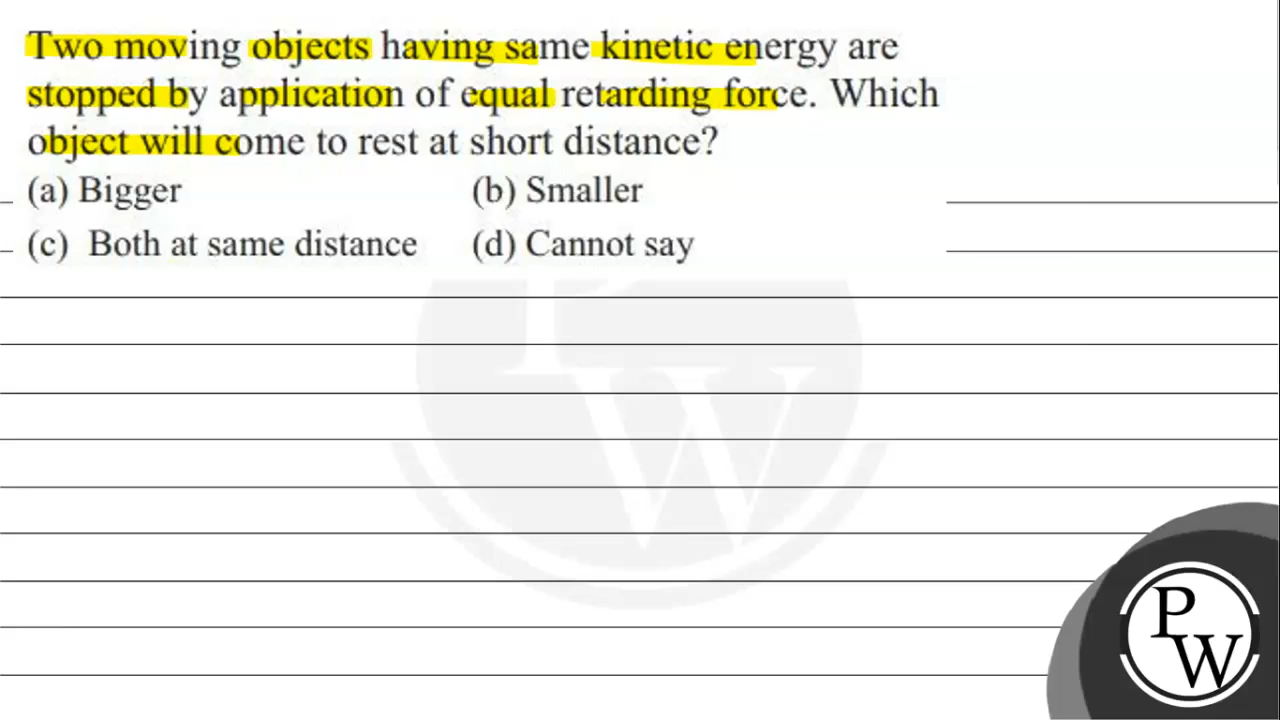 Two moving objects having same kinetic energy are
stopped by application of equal retarding force. Which
object will come to rest at short distance?
(a) Bigger (b) Smaller
(c) Both at same distance (d) Cannot say
PW
PW